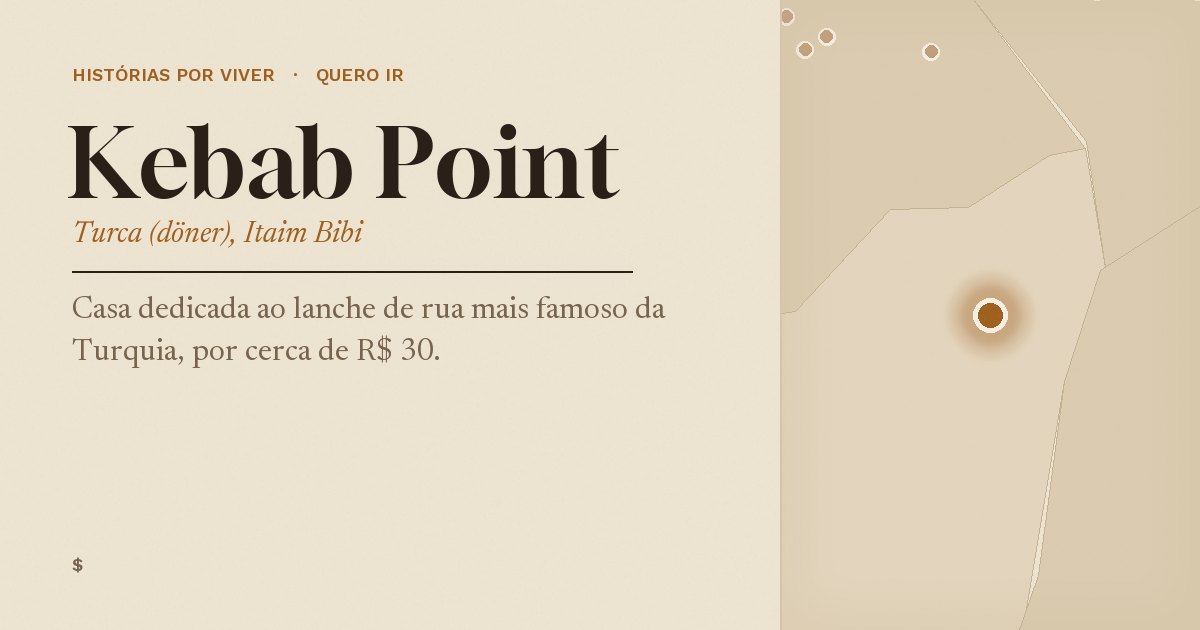 HISTÓRIAS POR VIVER · QUERO IR
Kebab Point
Turca (döner), Itaim Bibi
Casa dedicada ao lanche de rua mais famoso da
Turquia, por cerca de R$ 30.
$